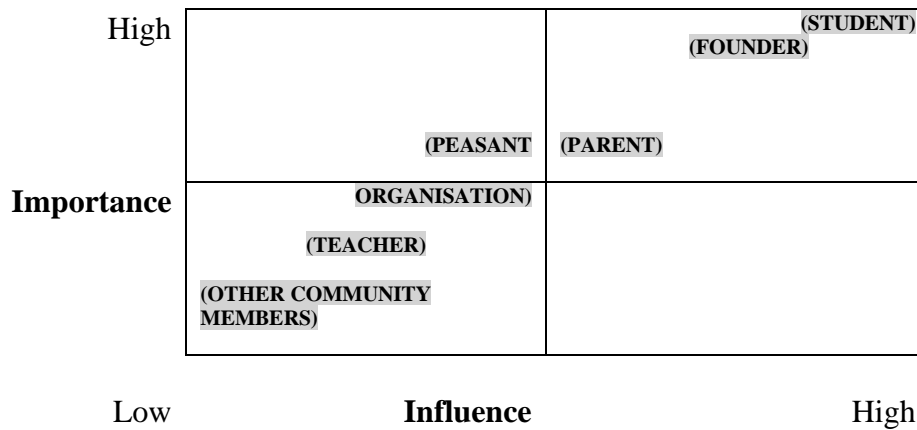 High
(STUDENT)
(FOUNDER)
(PEASANT
(PARENT)
Importance
ORGANISATION)
(TEACHER)
(OTHER COMMUNITY
MEMBERS)
Low
Influence
High